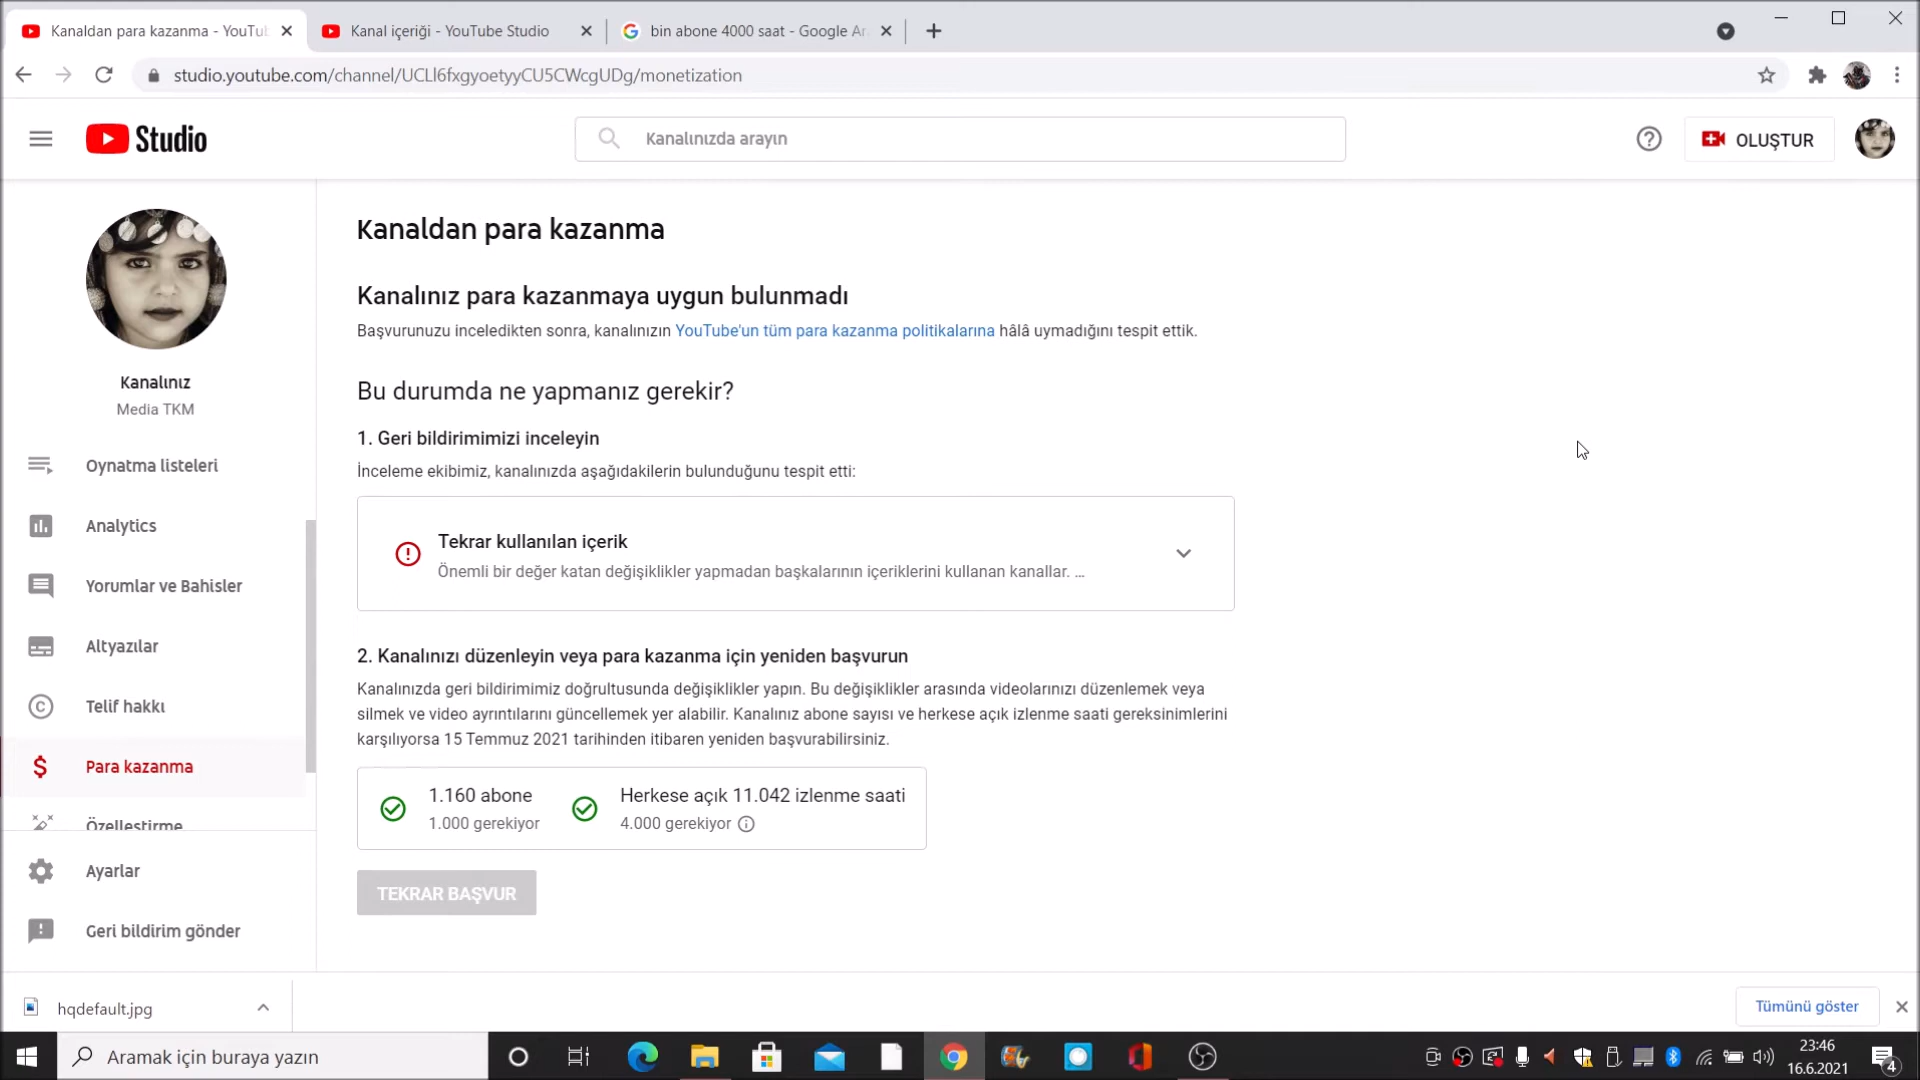 Kanaldan para kazanma - YouTub
Kanal içeriği - YouTube Studio
bin abone 4000 saat - Google Ar
studio.youtube.com/channel/UCLl6fxgyoetyyCU5CWcgUDg/monetization
Studio
Kanalınızda arayın
OLUŞTUR
Kanalınız
Media TKM
Oynatma listeleri
Analytics
Yorumlar ve Bahisler
Altyazılar
Telif hakkı
Para kazanma
Özelleştirme
Ayarlar
Geri bildirim gönder
Kanaldan para kazanma
Kanalınız para kazanmaya uygun bulunmadı
Başvurunuzu inceledikten sonra, kanalınızın YouTube'un tüm para kazanma politikalarına hâlâ uymadığını tespit ettik.
Bu durumda ne yapmanız gerekir?
1. Geri bildirimimizi inceleyin
İnceleme ekibimiz, kanalınızda aşağıdakilerin bulunduğunu tespit etti:
Tekrar kullanılan içerik
Önemli bir değer katan değişiklikler yapmadan başkalarının içeriklerini kullanan kanallar. ...
2. Kanalınızı düzenleyin veya para kazanma için yeniden başvurun
Kanalınızda geri bildirimimiz doğrultusunda değişiklikler yapın. Bu değişiklikler arasında videolarınızı düzenlemek veya
silmek ve video ayrıntılarını güncellemek yer alabilir. Kanalınız abone sayısı ve herkese açık izlenme saati gereksinimlerini
karşılıyorsa 15 Temmuz 2021 tarihinden itibaren yeniden başvurabilirsiniz.
1.160 abone
1.000 gerekiyor
Herkese açık 11.042 izlenme saati
4.000 gerekiyor
TEKRAR BAŞVUR
hqdefault.jpg
Tümünü göster
Aramak için buraya yazın
23:46
16.6.2021
4